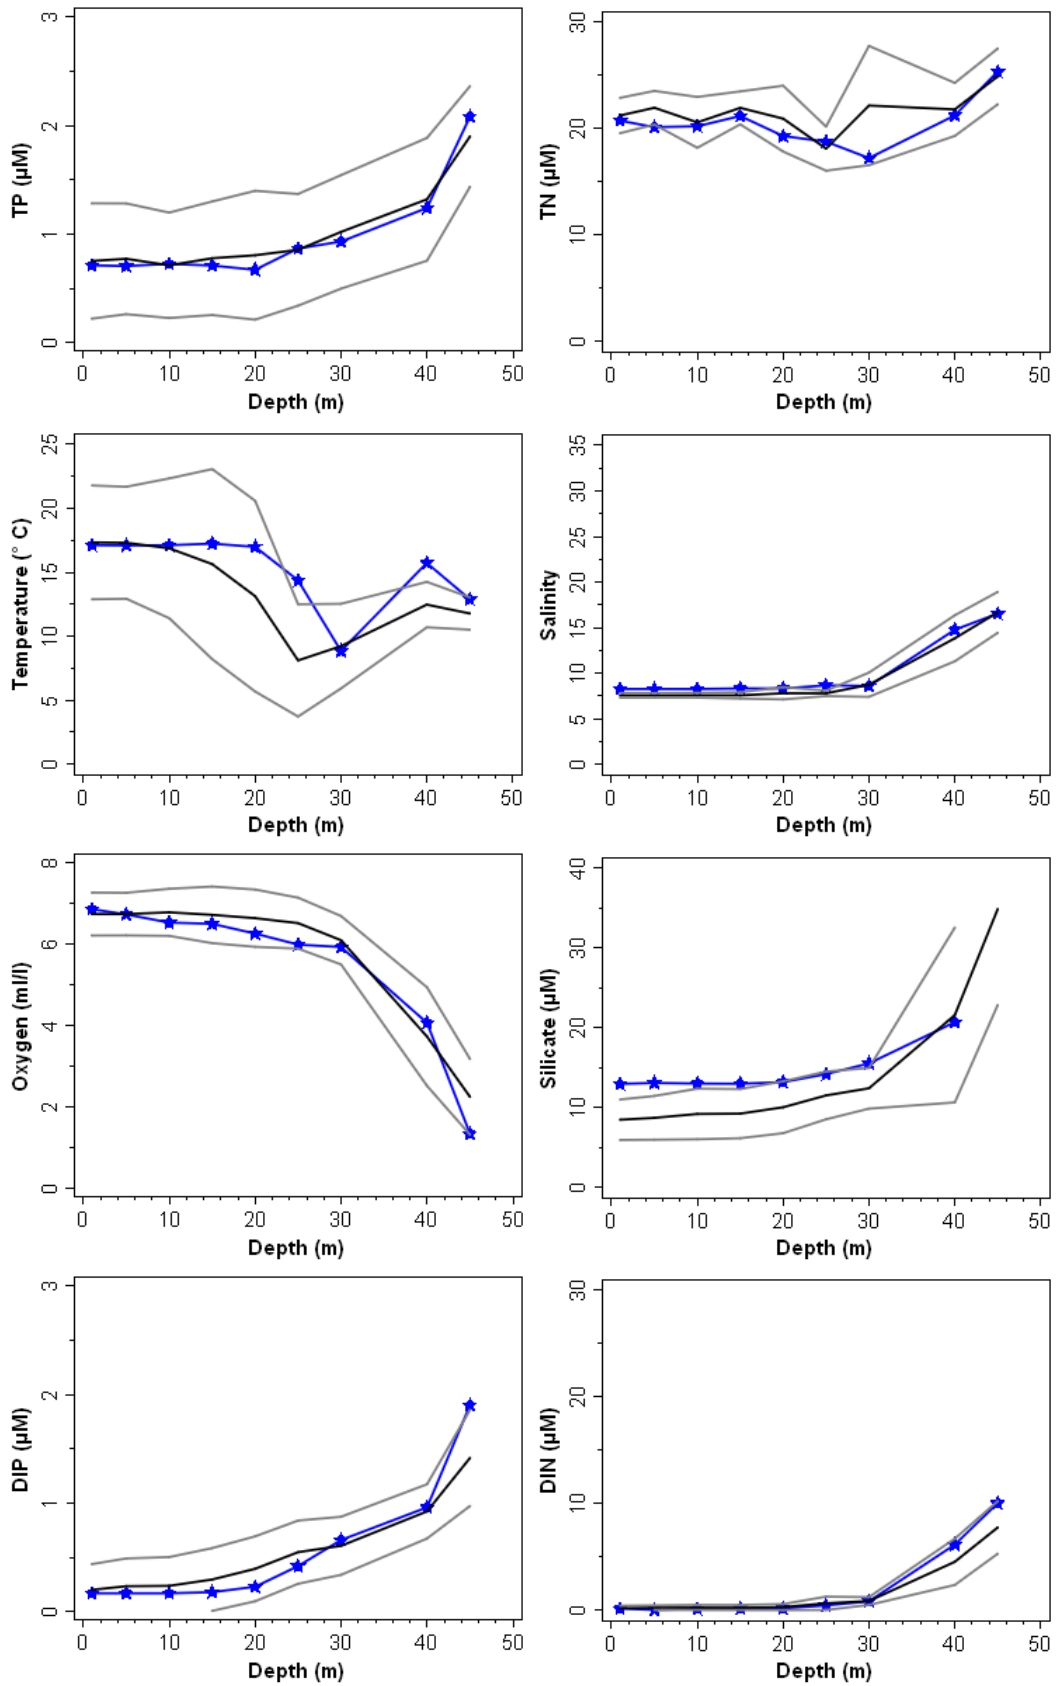 TP (µM)
0 1 2 3
0 10 20 30 40 50
Depth (m)
TN (µM)
0 10 20 30
0 10 20 30 40 50
Depth (m)
Temperature (° C)
0 5 10 15 20 25
0 10 20 30 40 50
Depth (m)
Salinity
0 5 10 15 20 25 30 35
0 10 20 30 40 50
Depth (m)
Oxygen (ml/l)
0 2 4 6 8
0 10 20 30 40 50
Depth (m)
Silicate (µM)
0 10 20 30 40
0 10 20 30 40 50
Depth (m)
DIP (µM)
0 1 2 3
0 10 20 30 40 50
Depth (m)
DIN (µM)
0 10 20 30
0 10 20 30 40 50
Depth (m)